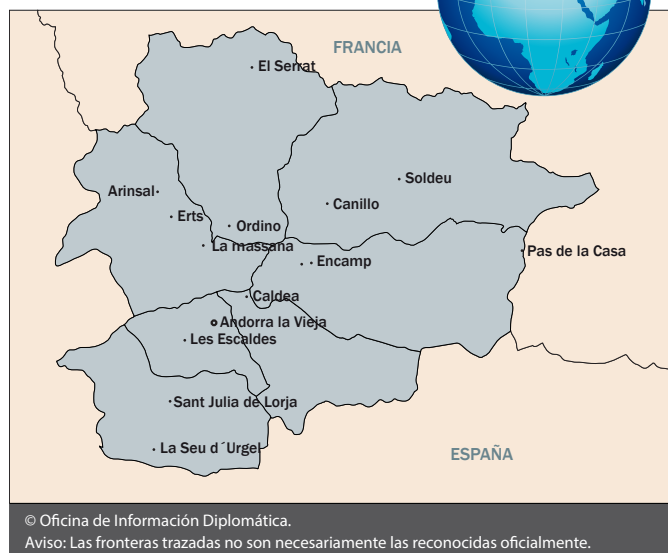 FRANCIA
El Serrat
Soldeu
Arinsal
Canillo
Erts
Ordino
La massana
Pas de la Casa
Encamp
Caldea
Andorra la Vieja
Les Escaldes
Sant Julia de Lorja
La Seu d´Urgel
ESPAÑA
© Oficina de Información Diplomática.
Aviso: Las fronteras trazadas no son necesariamente las reconocidas oficialmente.